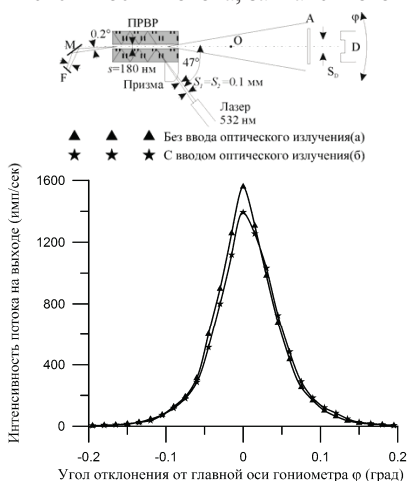 ПРВР
A
φ
M
0.2°
O
D
F
s=180 нм
47°
S_D
Призма
S₁=S₂=0.1 мм
Лазер
532 нм
Без ввода оптического излучения(а)
С вводом оптического излучения(б)
Интенсивность потока на выходе (имп/сек)
1600
1200
800
400
0
-0.2
-0.1
0
0.1
0.2
Угол отклонения от главной оси гониометра φ (град)